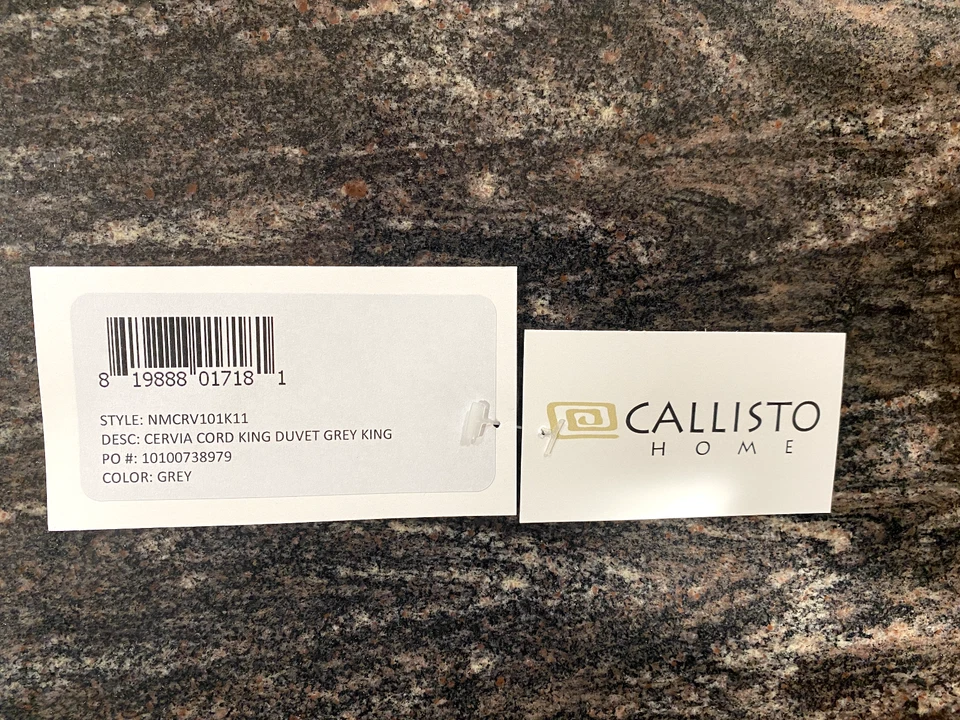 8 19888 01718 1
STYLE: NMCRV101K11
DESC: CERVIA CORD KING DUVET GREY KING
PO #: 10100738979
COLOR: GREY
CALLISTO
HOME